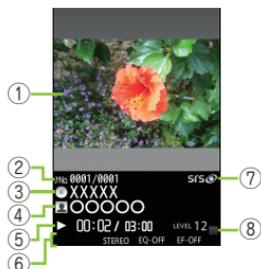 ①
② ♪No 0001/0001 SrS ⑦
③ XXXXX
④ OOOOO
⑤ 00:02/03:00 LEVEL 12 ⑧
⑥ STEREO EQ-OFF EF-OFF